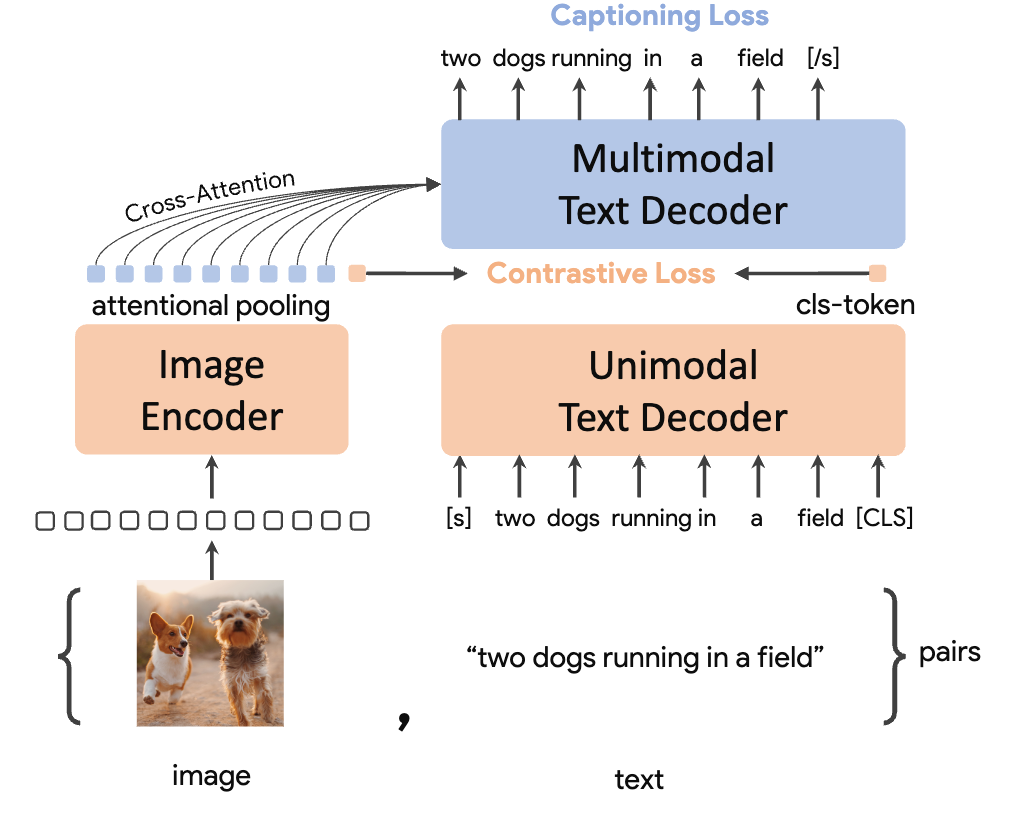 Captioning Loss
two dogs running in a field [/s]
Multimodal
Text Decoder
Cross-Attention
Contrastive Loss
attentional pooling
cls-token
Image
Encoder
Unimodal
Text Decoder
[s] two dogs running in a field [CLS]
“two dogs running in a field”
pairs
,
image
text